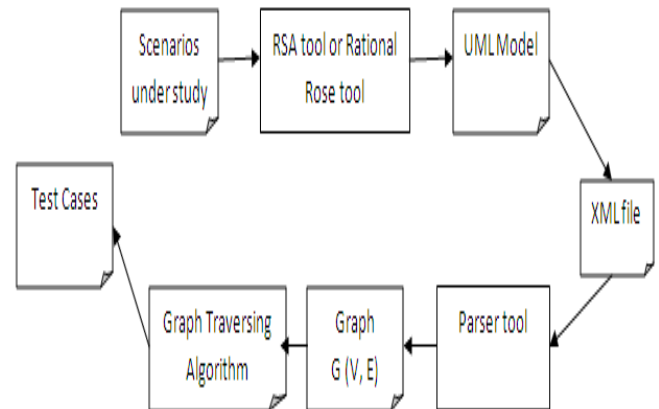 Scenarios
under study
RSA tool or Rational
Rose tool
UML Model
XML file
Parser tool
Graph
G (V, E)
Graph Traversing
Algorithm
Test Cases